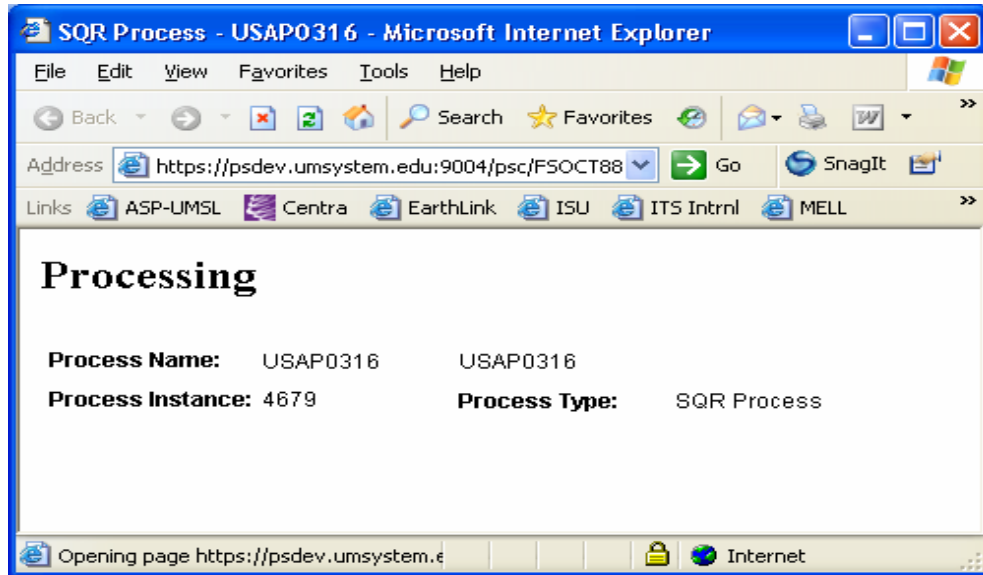 SQR Process - USAP0316 - Microsoft Internet Explorer
File Edit View Favorites Tools Help
Back Search Favorites W »
Address https://psdev.umsystem.edu:9004/psc/FSOCT88 Go SnagIt
Links ASP-UMSL Centra EarthLink ISU ITS Intrnl MELL »
Processing
Process Name: USAP0316 USAP0316
Process Instance: 4679 Process Type: SQR Process
Opening page https://psdev.umsystem.e Internet